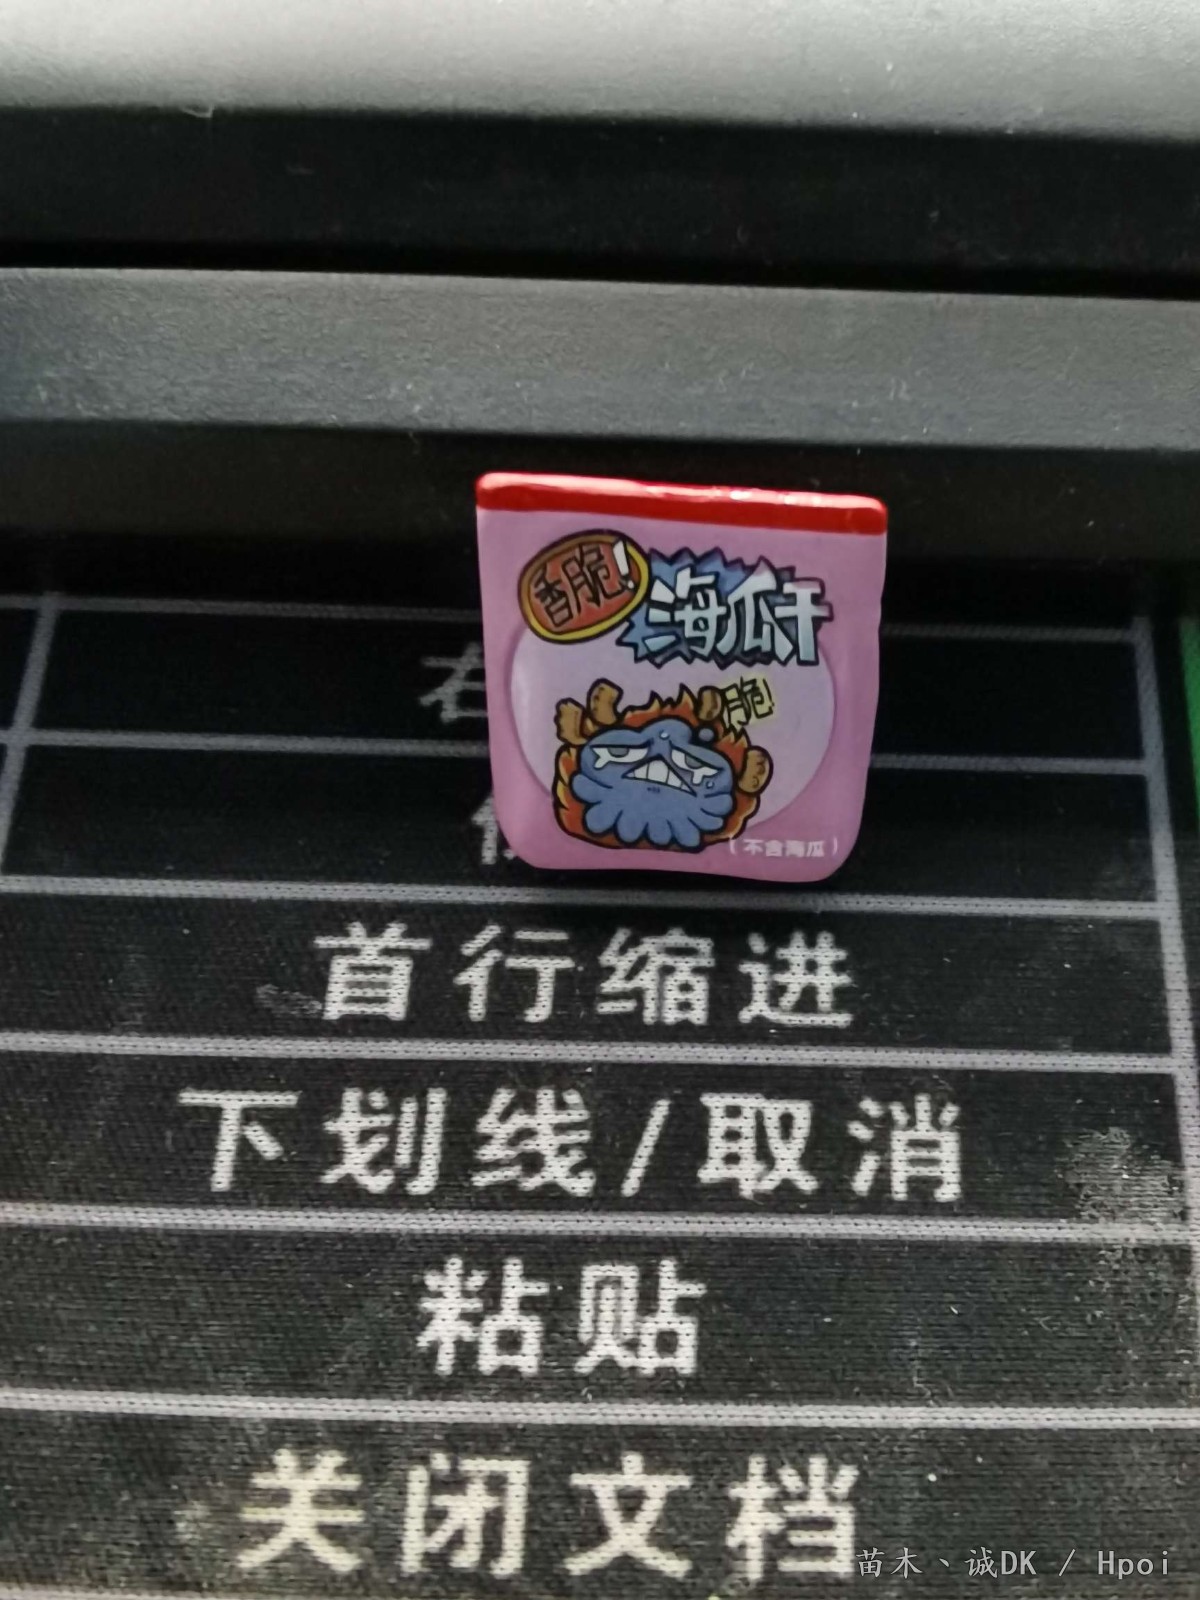 香脆!
海瓜干
脆!
(不含海瓜)
首行缩进
下划线/取消
粘贴
关闭文档
苗木、诚DK / Hpoi